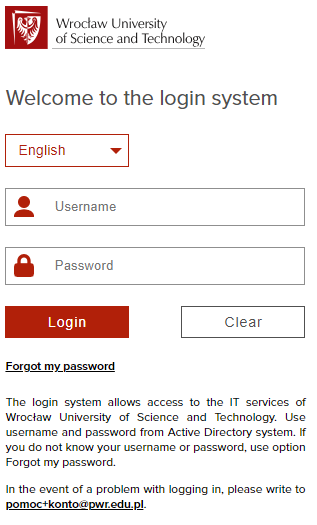 Wrocław University
of Science and Technology
Welcome to the login system
English
Username
Password
Login
Clear
Forgot my password
The login system allows access to the IT services of
Wrocław University of Science and Technology. Use
username and password from Active Directory system. If
you do not know your username or password, use option
Forgot my password.
In the event of a problem with logging in, please write to
pomoc+konto@pwr.edu.pl.